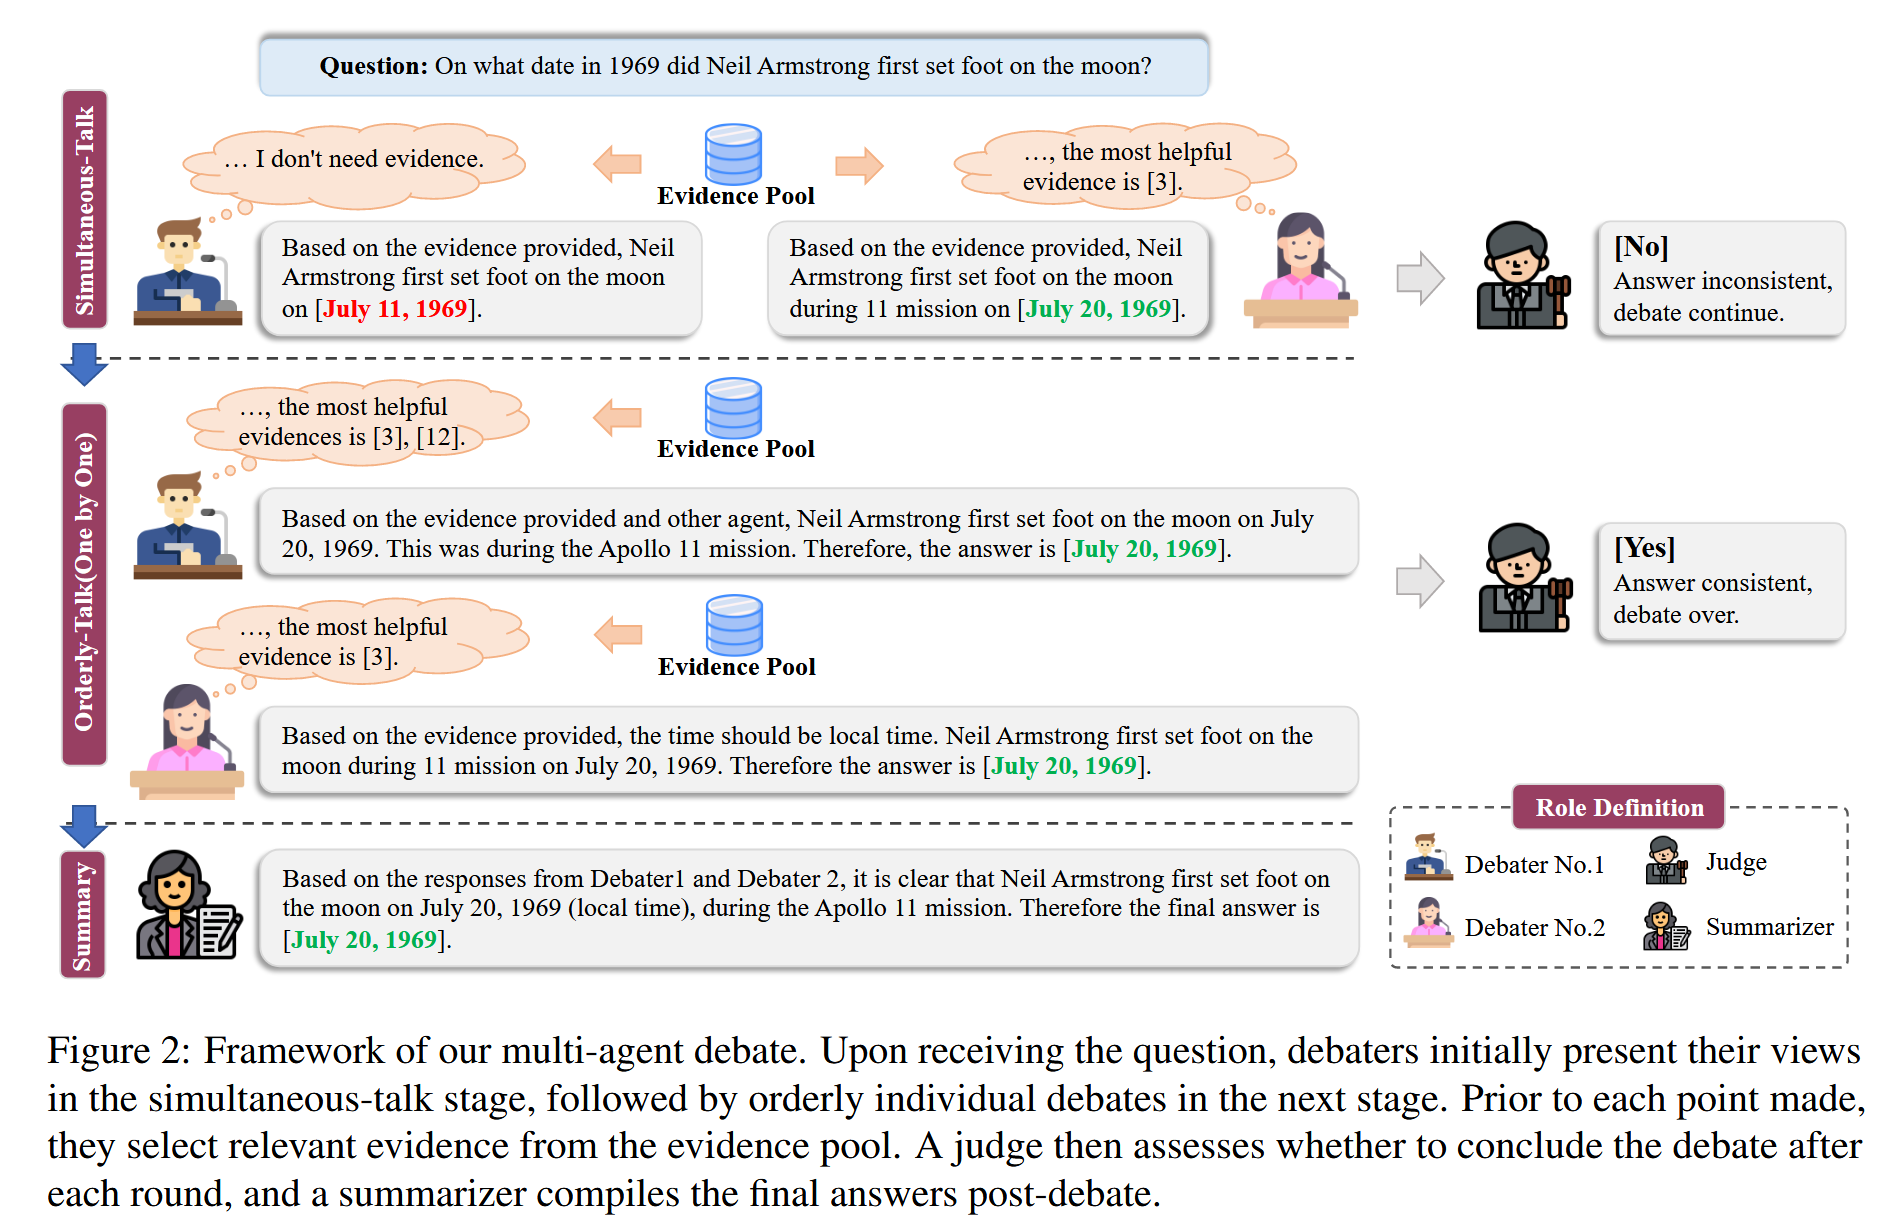 Question: On what date in 1969 did Neil Armstrong first set foot on the moon?
Simultaneous-Talk
… I don't need evidence.
Evidence Pool
…, the most helpful
evidence is [3].
Based on the evidence provided, Neil
Armstrong first set foot on the moon
on [July 11, 1969].
Based on the evidence provided, Neil
Armstrong first set foot on the moon
during 11 mission on [July 20, 1969].
[No]
Answer inconsistent,
debate continue.
Orderly-Talk(One by One)
…, the most helpful
evidences is [3], [12].
Evidence Pool
Based on the evidence provided and other agent, Neil Armstrong first set foot on the moon on July
20, 1969. This was during the Apollo 11 mission. Therefore, the answer is [July 20, 1969].
[Yes]
Answer consistent,
debate over.
…, the most helpful
evidence is [3].
Evidence Pool
Based on the evidence provided, the time should be local time. Neil Armstrong first set foot on the
moon during 11 mission on July 20, 1969. Therefore the answer is [July 20, 1969].
Summary
Based on the responses from Debater1 and Debater 2, it is clear that Neil Armstrong first set foot on
the moon on July 20, 1969 (local time), during the Apollo 11 mission. Therefore the final answer is
[July 20, 1969].
Role Definition
Debater No.1
Judge
Debater No.2
Summarizer
Figure 2: Framework of our multi-agent debate. Upon receiving the question, debaters initially present their views
in the simultaneous-talk stage, followed by orderly individual debates in the next stage. Prior to each point made,
they select relevant evidence from the evidence pool. A judge then assesses whether to conclude the debate after
each round, and a summarizer compiles the final answers post-debate.